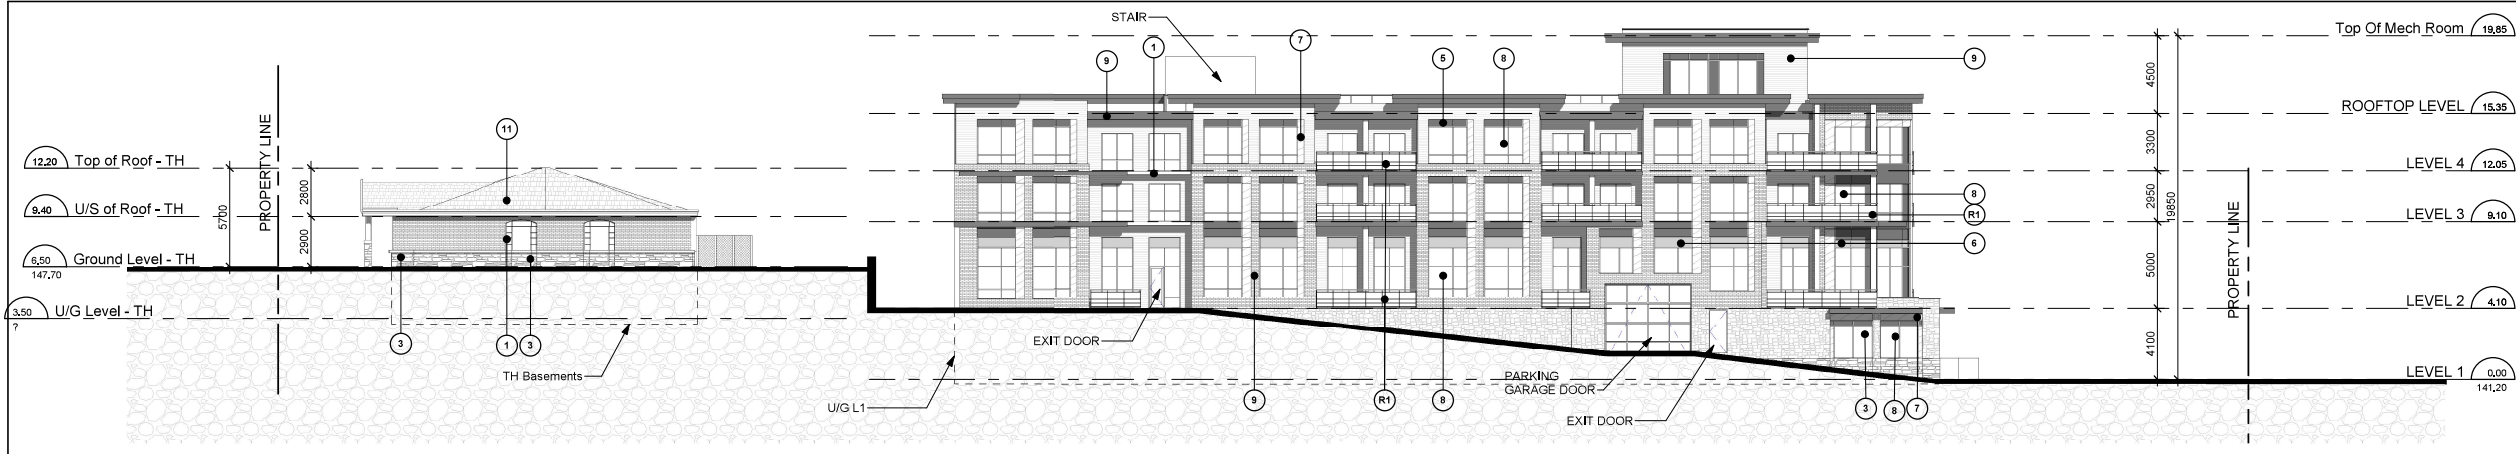 STAIR
9
1
7
5
8
9
Top Of Mech Room 19.85
4500
ROOFTOP LEVEL 15.35
3300
11
PROPERTY LINE
12.20 Top of Roof - TH
2800
5700
LEVEL 4 12.05
2950
19850
8
R1
9.40 U/S of Roof - TH
2900
LEVEL 3 9.10
PROPERTY LINE
6
5000
6.50 Ground Level - TH
147.70
3.50 U/G Level - TH
?
LEVEL 2 4.10
4100
3
1
3
EXIT DOOR
TH Basements
U/G L1
9
R1
8
PARKING
GARAGE DOOR
EXIT DOOR
3
8
7
LEVEL 1 0.00
141.20